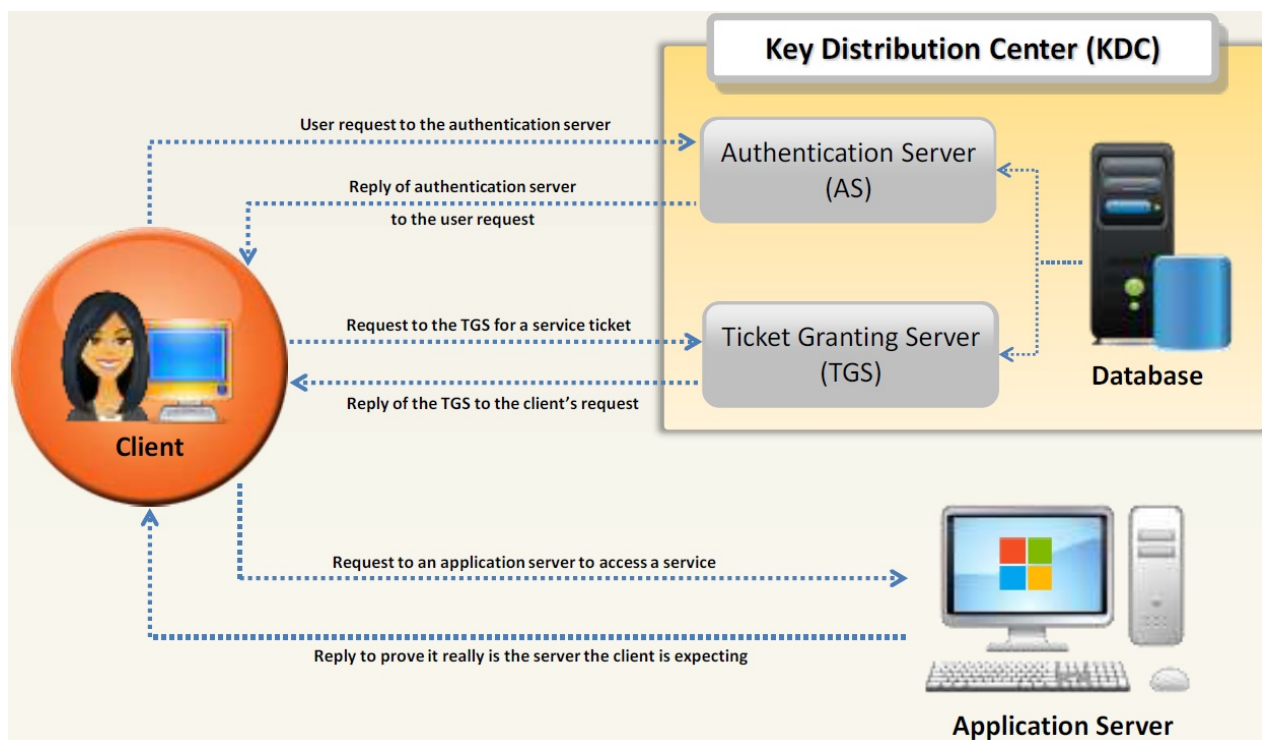 Key Distribution Center (KDC)
User request to the authentication server
Authentication Server
(AS)
Reply of authentication server
to the user request
Request to the TGS for a service ticket
Ticket Granting Server
(TGS)
Reply of the TGS to the client's request
Database
Client
Request to an application server to access a service
Reply to prove it really is the server the client is expecting
Application Server